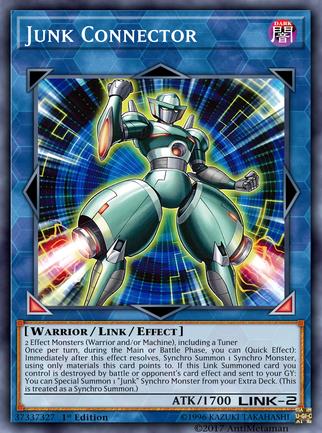 JUNK CONNECTOR
DARK
闇
[WARRIOR / LINK / EFFECT]
2 Effect Monsters (Warrior and/or Machine), including a Tuner
Once per turn, during the Main or Battle Phase, you can (Quick Effect):
Immediately after this effect resolves, Synchro Summon 1 Synchro Monster,
using only materials this card points to. If this Link Summoned card you
control is destroyed by battle or opponent's card effect and sent to your GY:
You can Special Summon 1 "Junk" Synchro Monster from your Extra Deck. (This
is treated as a Synchro Summon.)
ATK/1700 LINK-2
37337327 1st Edition ©1996 KAZUKI TAKAHASHI
©2017 AntiMetaman